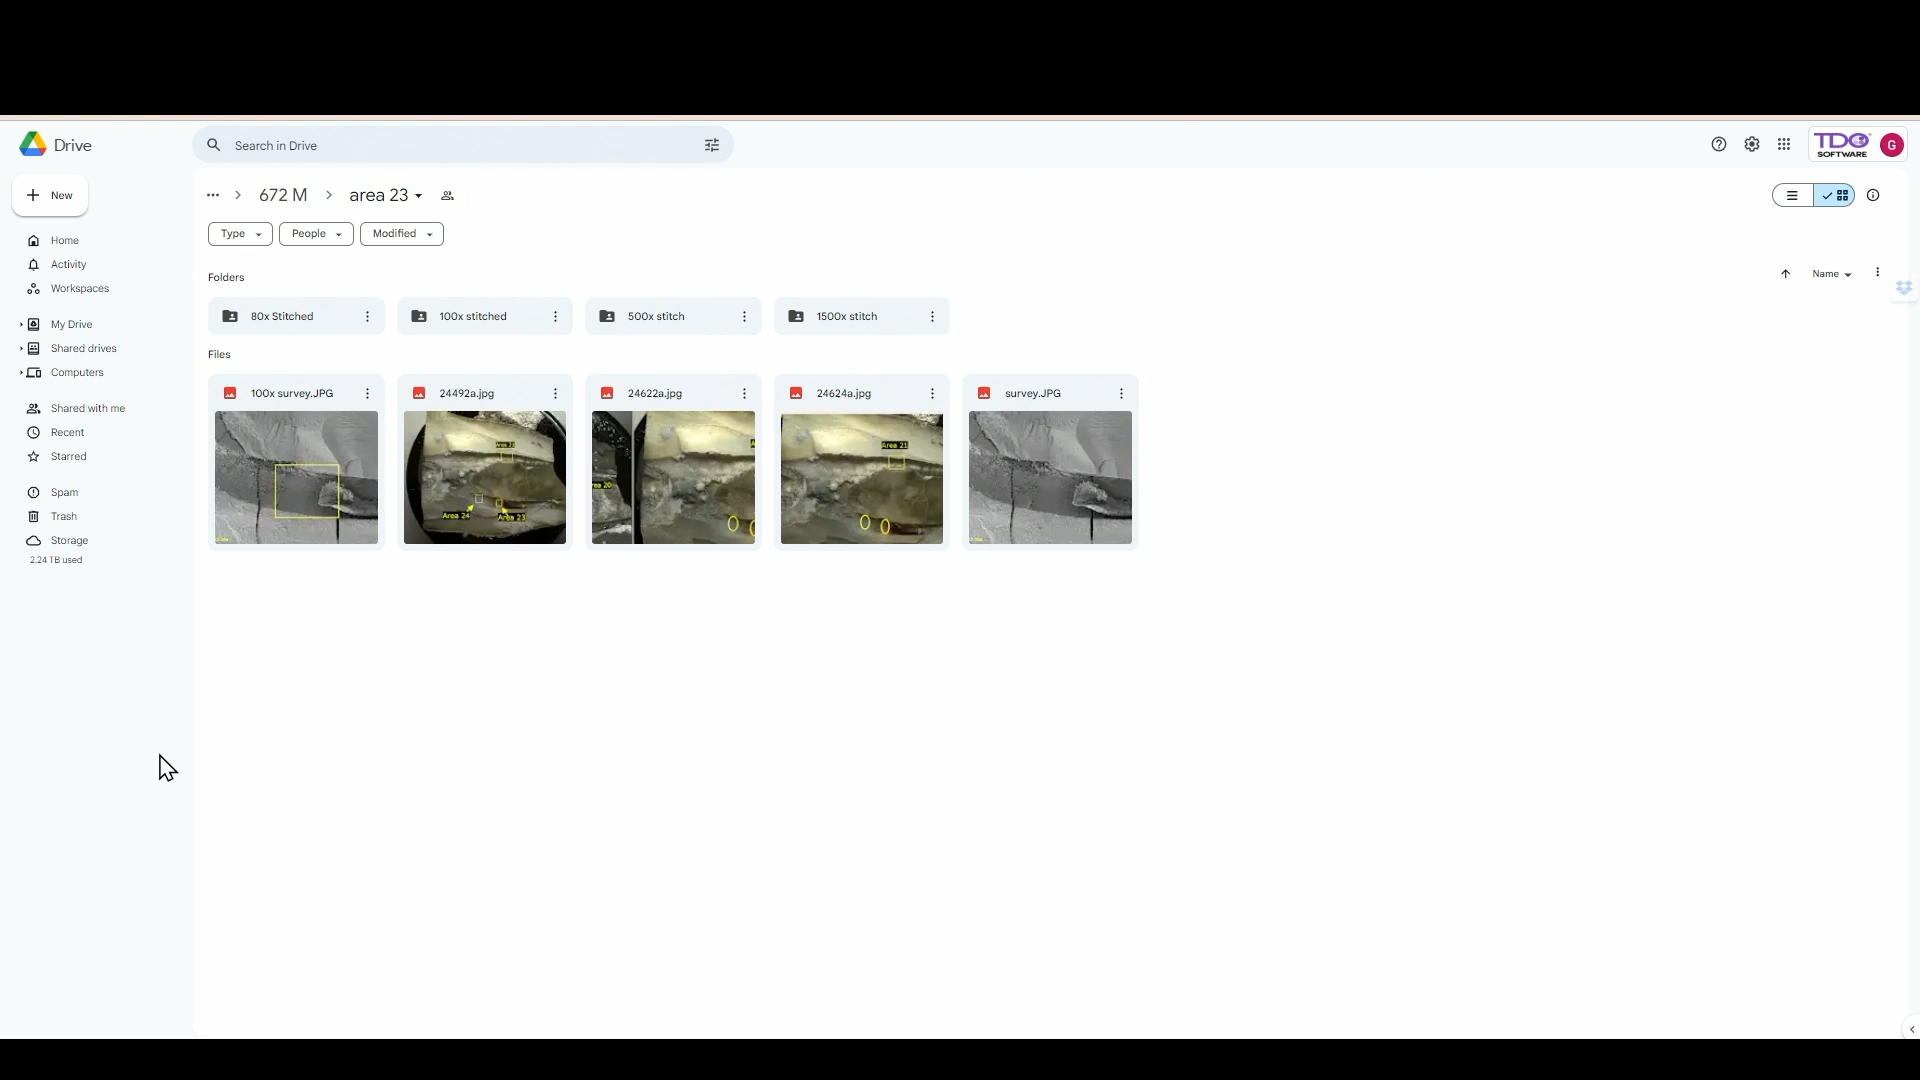 Drive
Search in Drive
TDO
SOFTWARE
G
New
672 M
area 23
Type
People
Modified
Home
Activity
Workspaces
My Drive
Shared drives
Computers
Shared with me
Recent
Starred
Spam
Trash
Storage
2.24 TB used
Folders
Name
80x Stitched
100x stitched
500x stitch
1500x stitch
Files
100x survey.JPG
24492a.jpg
24622a.jpg
24624a.jpg
survey.JPG
Area 24
Area 23
Area 21